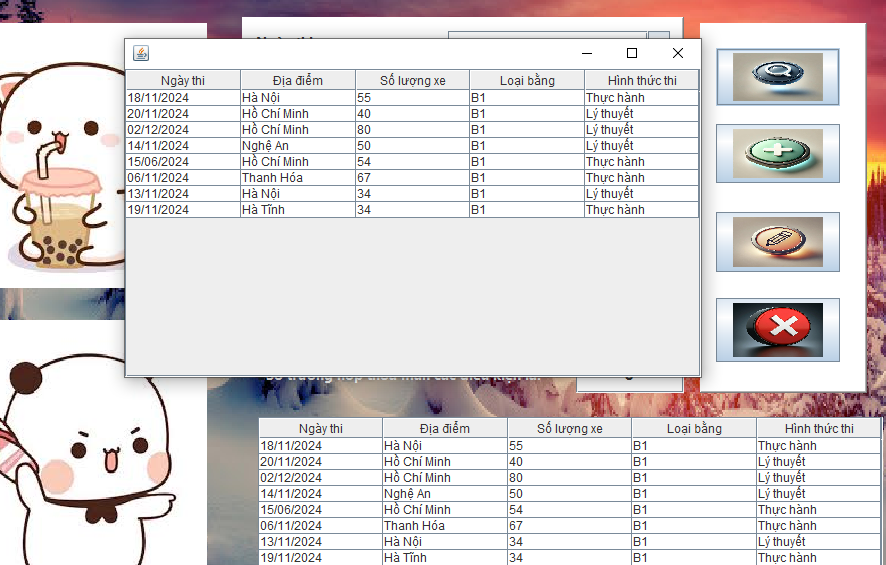 Ngày thi Địa điểm Số lượng xe Loại bằng Hình thức thi
18/11/2024 Hà Nội 55 B1 Thực hành
20/11/2024 Hồ Chí Minh 40 B1 Lý thuyết
02/12/2024 Hồ Chí Minh 80 B1 Lý thuyết
14/11/2024 Nghệ An 50 B1 Lý thuyết
15/06/2024 Hồ Chí Minh 54 B1 Thực hành
06/11/2024 Thanh Hóa 67 B1 Thực hành
13/11/2024 Hà Nội 34 B1 Lý thuyết
19/11/2024 Hà Tĩnh 34 B1 Thực hành
Ngày thi Địa điểm Số lượng xe Loại bằng Hình thức thi
18/11/2024 Hà Nội 55 B1 Thực hành
20/11/2024 Hồ Chí Minh 40 B1 Lý thuyết
02/12/2024 Hồ Chí Minh 80 B1 Lý thuyết
14/11/2024 Nghệ An 50 B1 Lý thuyết
15/06/2024 Hồ Chí Minh 54 B1 Thực hành
06/11/2024 Thanh Hóa 67 B1 Thực hành
13/11/2024 Hà Nội 34 B1 Lý thuyết
19/11/2024 Hà Tĩnh 34 B1 Thực hành